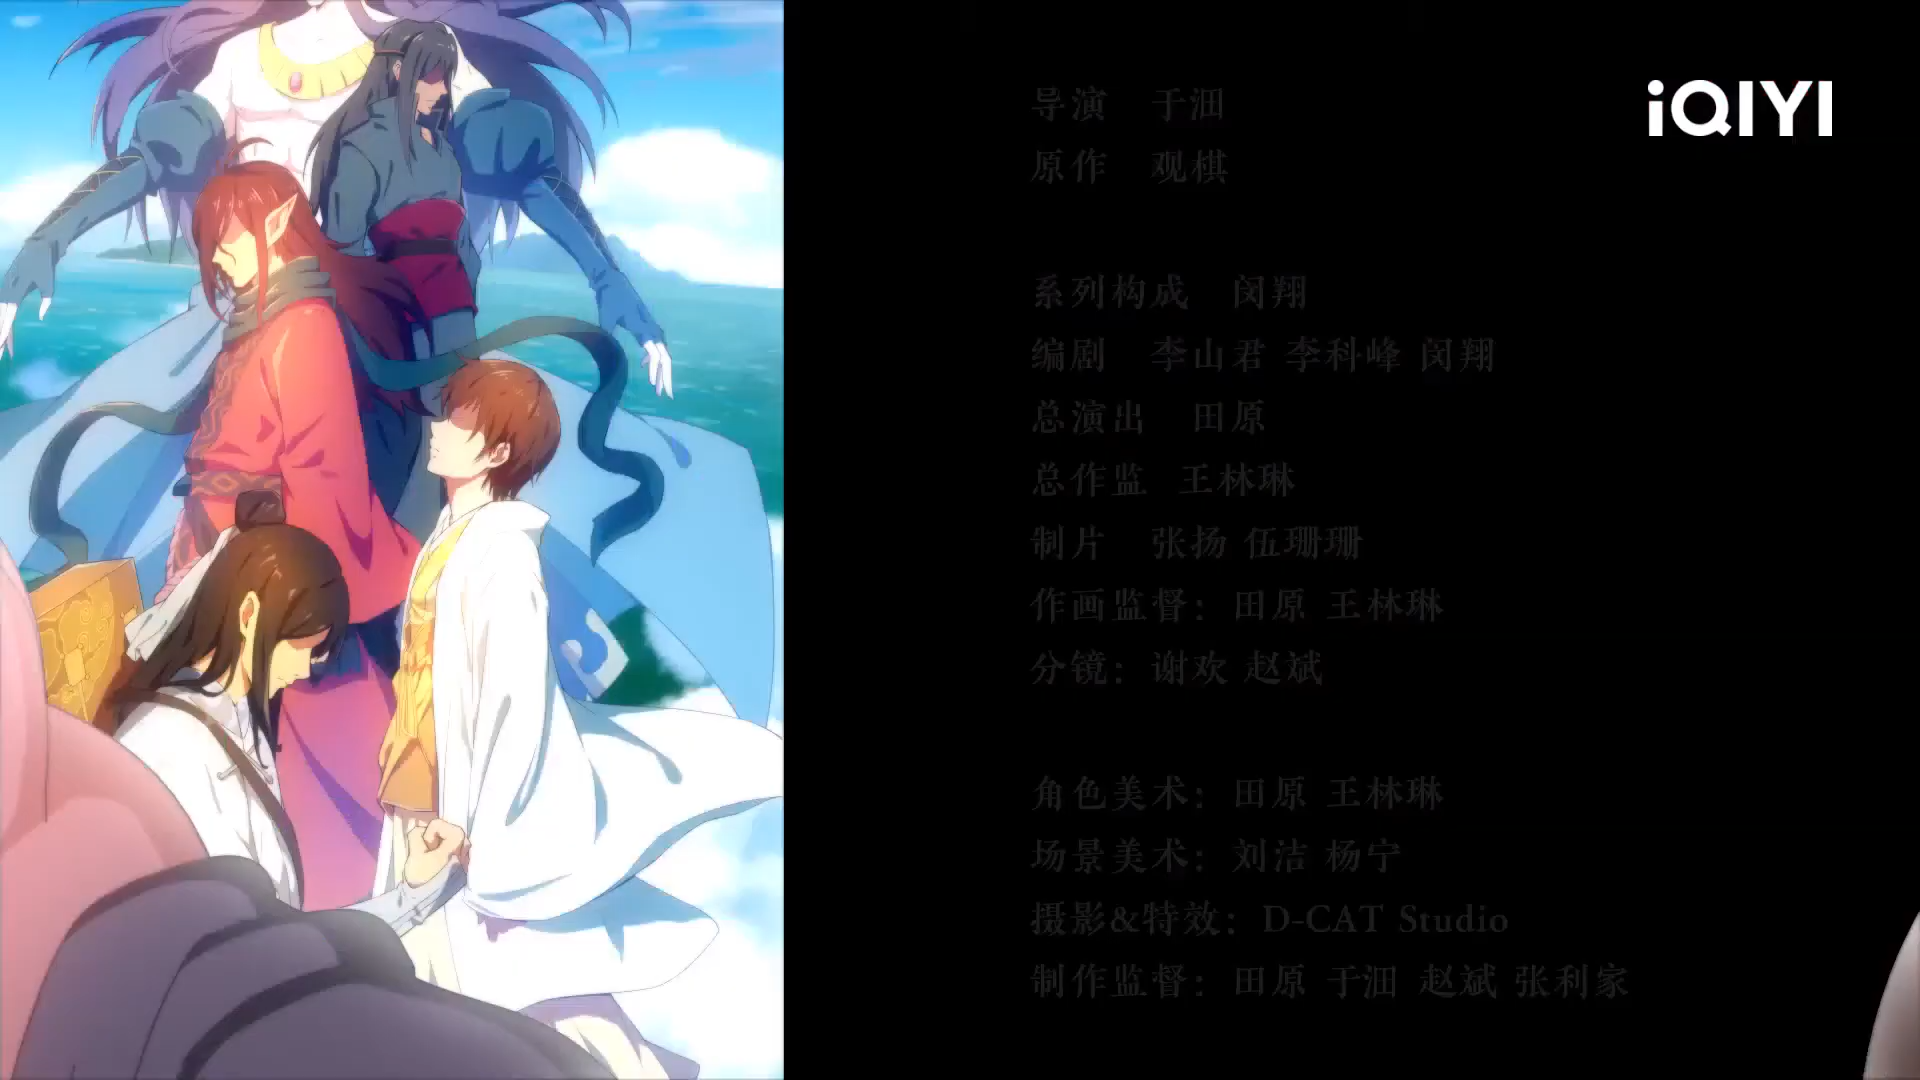 iQIYI
导演 于沺
原作 观棋
系列构成 闵翔
编剧 李山君 李科峰 闵翔
总演出 田原
总作监 王林琳
制片 张扬 伍珊珊
作画监督：田原 王林琳
分镜：谢欢 赵斌
角色美术：田原 王林琳
场景美术：刘洁 杨宁
摄影&特效：D-CAT Studio
制作监督：田原 于沺 赵斌 张利家